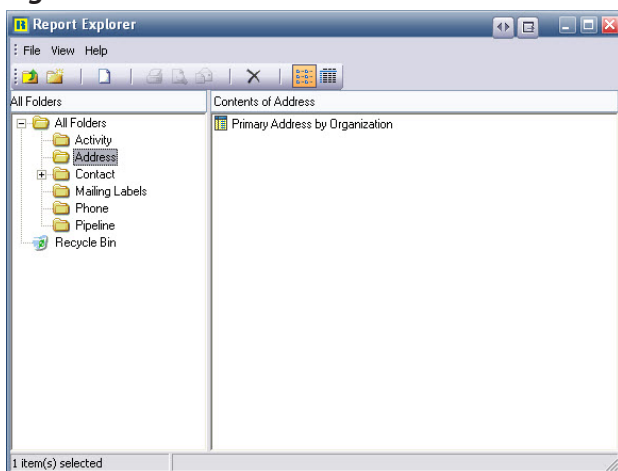 Report Explorer
File View Help
All Folders
Contents of Address
All Folders
Activity
Address
Contact
Mailing Labels
Phone
Pipeline
Recycle Bin
Primary Address by Organization
1 item(s) selected